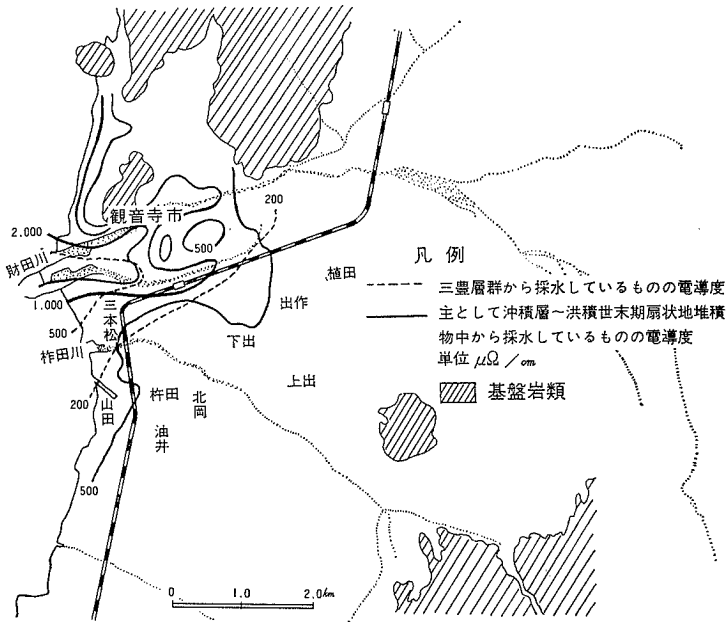 200
観音寺市
2.000
財田川
500
凡例
植田
三豊層群から採水しているものの電導度
1.000
出作
主として沖積層〜洪積世末期扇状地堆積
物中から採水しているものの電導度
単位 μΩ/cm
三本松
500
下出
柞田川
上出
基盤岩類
200
山田
杵田
北岡
油井
500
0 1.0 2.0km